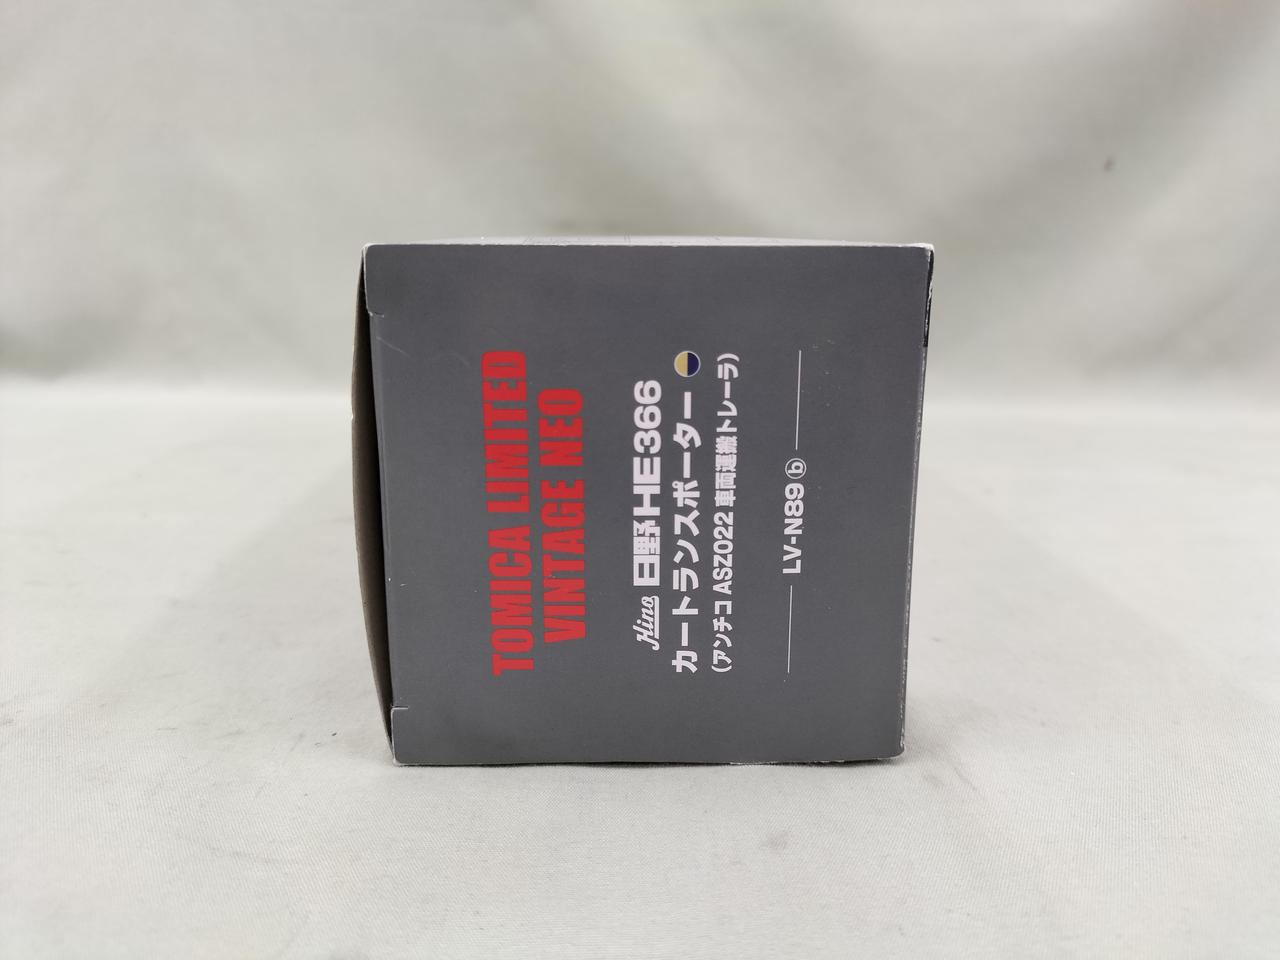 TOMICA LIMITED
VINTAGE NEO
Hino 日野HE366
カートランスポーター
(アンチコ ASZ022 車両運搬トレーラ)
LV-N89 ⓑ